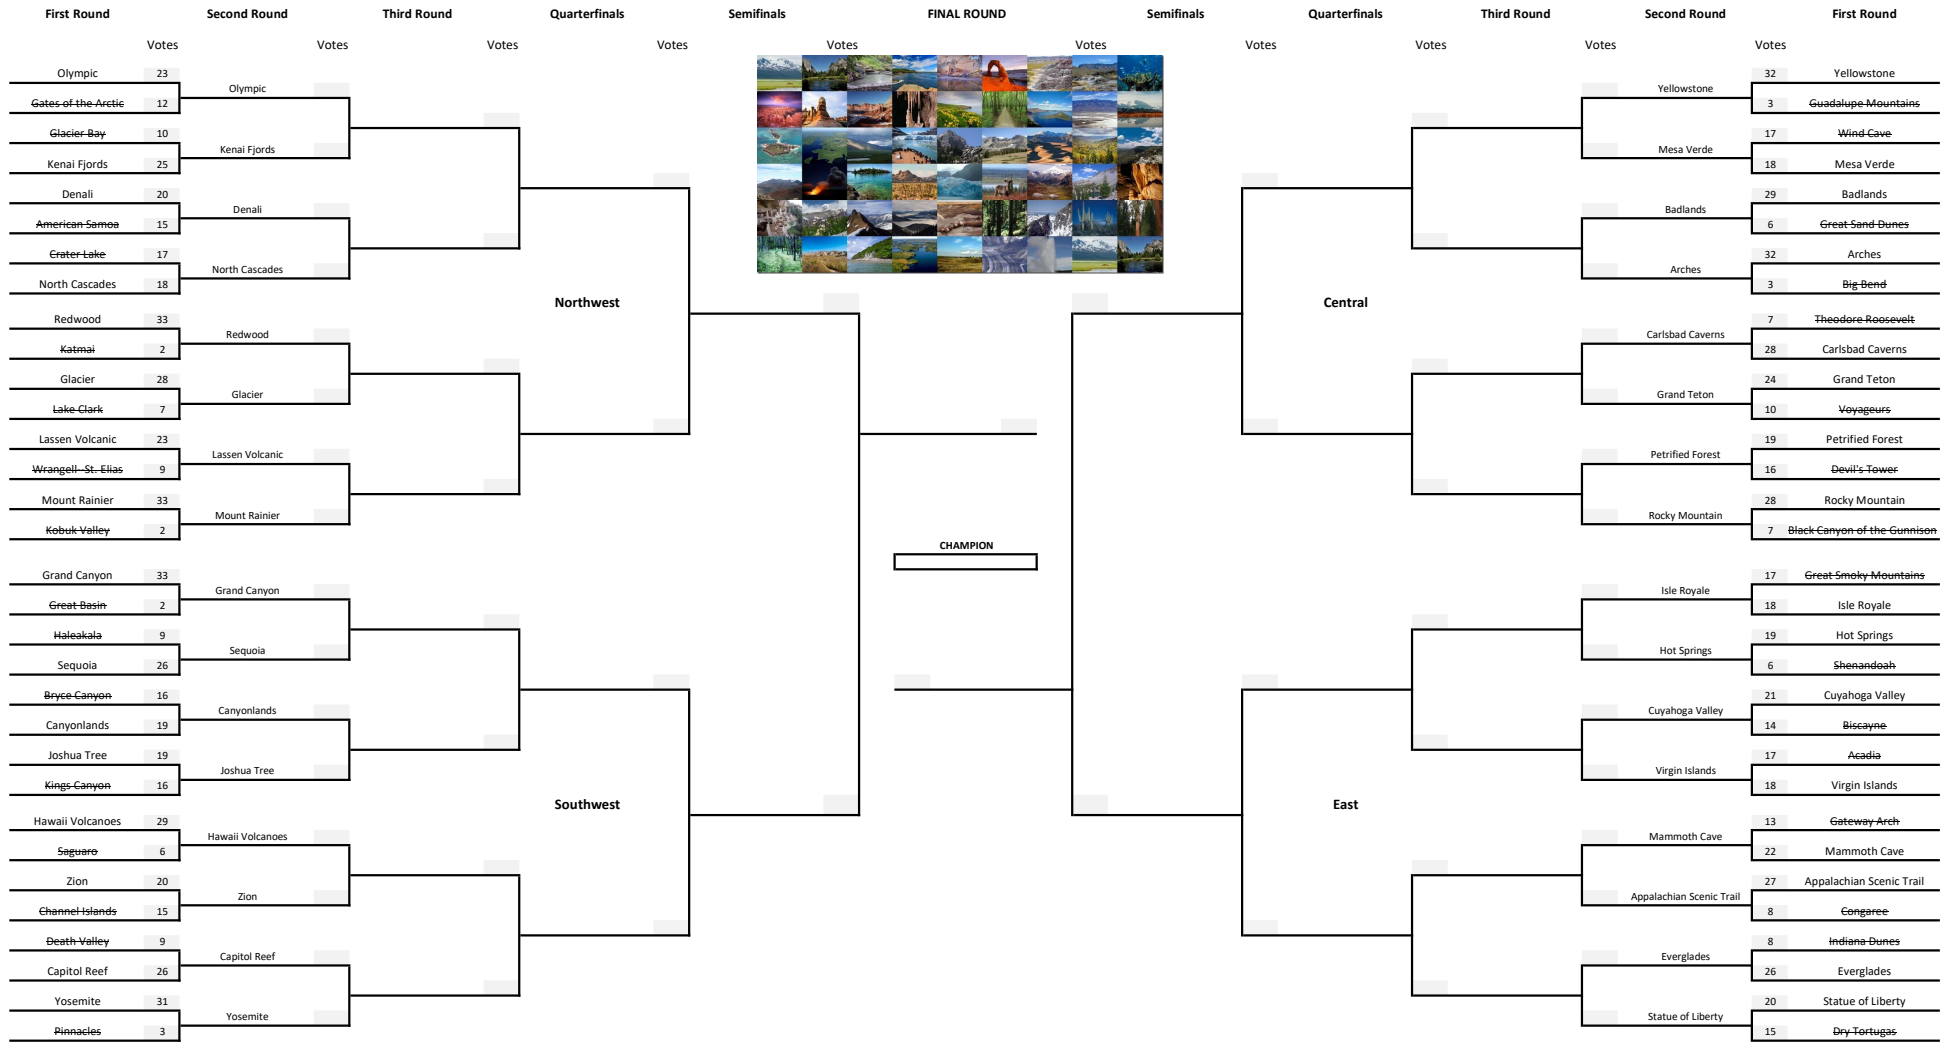 First Round Second Round Third Round Quarterfinals Semifinals FINAL ROUND Semifinals Quarterfinals Third Round Second Round First Round
Votes Votes Votes Votes Votes Votes Votes Votes Votes Votes
Olympic 23 32 Yellowstone
Olympic Yellowstone
Gates of the Arctic 12 3 Guadalupe Mountains
Glacier Bay 10 17 Wind Cave
Kenai Fjords Mesa Verde
Kenai Fjords 25 18 Mesa Verde
Denali 20 29 Badlands
Denali Badlands
American Samoa 15 6 Great Sand Dunes
Crater Lake 17 32 Arches
North Cascades Arches
North Cascades 18 3 Big Bend
Northwest Central
Redwood 33 7 Theodore Roosevelt
Redwood Carlsbad Caverns
Katmai 2 28 Carlsbad Caverns
Glacier 28 24 Grand Teton
Glacier Grand Teton
Lake Clark 7 10 Voyageurs
Lassen Volcanic 23 19 Petrified Forest
Lassen Volcanic Petrified Forest
Wrangell--St. Elias 9 16 Devil's Tower
Mount Rainier 33 28 Rocky Mountain
Mount Rainier Rocky Mountain
Kobuk Valley 2 7 Black Canyon of the Gunnison
CHAMPION
Grand Canyon 33 17 Great Smoky Mountains
Grand Canyon Isle Royale
Great Basin 2 18 Isle Royale
Haleakala 9 19 Hot Springs
Sequoia Hot Springs
Sequoia 26 6 Shenandoah
Bryce Canyon 16 21 Cuyahoga Valley
Canyonlands Cuyahoga Valley
Canyonlands 19 14 Biscayne
Joshua Tree 19 17 Acadia
Joshua Tree Virgin Islands
Kings Canyon 16 18 Virgin Islands
Southwest East
Hawaii Volcanoes 29 13 Gateway Arch
Hawaii Volcanoes Mammoth Cave
Saguaro 6 22 Mammoth Cave
Zion 20 27 Appalachian Scenic Trail
Zion Appalachian Scenic Trail
Channel Islands 15 8 Congaree
Death Valley 9 8 Indiana Dunes
Capitol Reef Everglades
Capitol Reef 26 26 Everglades
Yosemite 31 20 Statue of Liberty
Yosemite Statue of Liberty
Pinnacles 3 15 Dry Tortugas